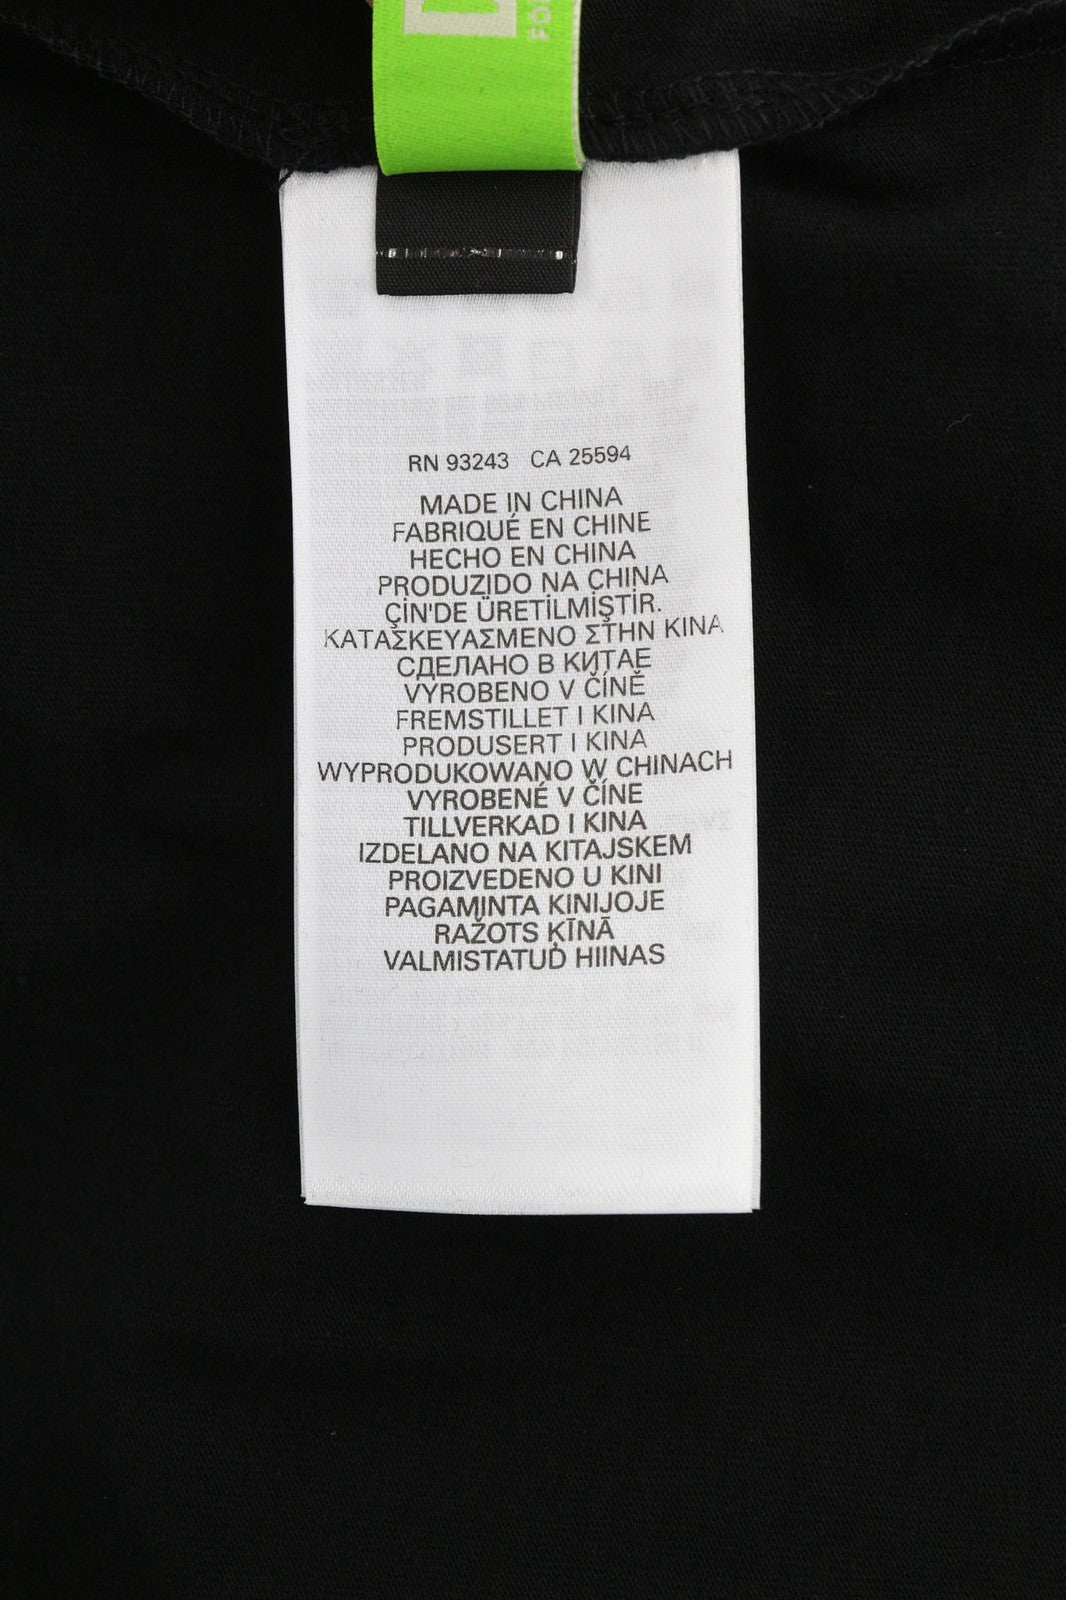 RN 93243 CA 25594
MADE IN CHINA
FABRIQUÉ EN CHINE
HECHO EN CHINA
PRODUZIDO NA CHINA
ÇİN'DE ÜRETİLMİŞTİR.
ΚΑΤΑΣΚΕΥΑΣΜΕΝΟ ΣΤΗΝ ΚΙΝΑ
СДЕЛАНО В КИТАЕ
VYROBENO V ČÍNĚ
FREMSTILLET I KINA
PRODUSERT I KINA
WYPRODUKOWANO W CHINACH
VYROBENÉ V ČÍNE
TILLVERKAD I KINA
IZDELANO NA KITAJSKEM
PROIZVEDENO U KINI
PAGAMINTA KINIJOJE
RAŽOTS ĶĪNĀ
VALMISTATUD HIINAS